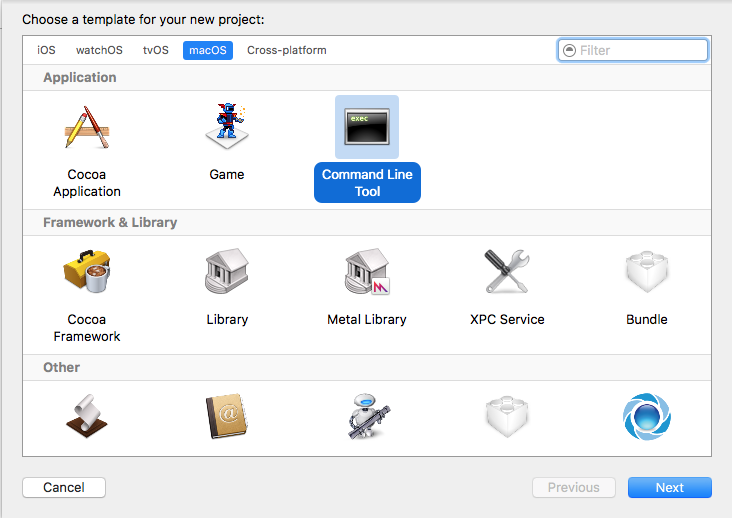 Choose a template for your new project:
iOS watchOS tvOS macOS Cross-platform Filter
Application
exec
Cocoa Application
Game
Command Line Tool
Framework & Library
Cocoa Framework
Library
Metal Library
XPC Service
Bundle
Other
@
Cancel Previous Next